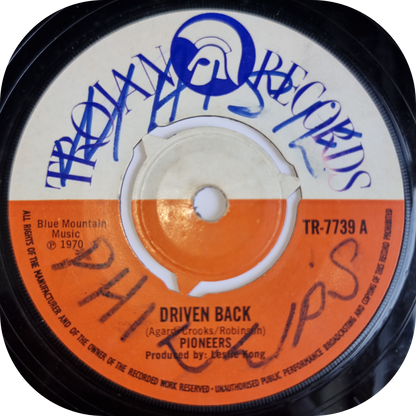 TROJAN RECORDS
Blue Mountain
Music
℗ 1970
TR-7739 A
DRIVEN BACK
(Agard/Crooks/Robinson)
PIONEERS
Produced by: Leslie Kong
ALL RIGHTS OF THE MANUFACTURER AND OF THE OWNER OF THE RECORDED WORK RESERVED - UNAUTHORISED PUBLIC PERFORMANCE BROADCASTING AND COPYING OF THIS RECORD PROHIBITED
PHILLIPS